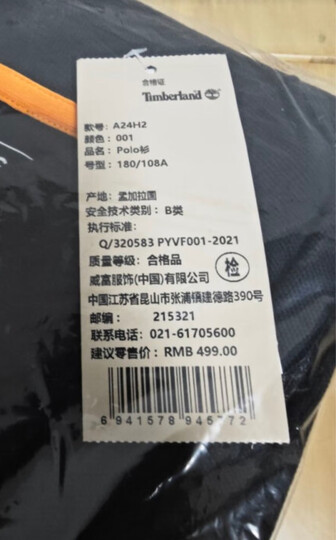 合格证
Timberland
款号：A24H2
颜色：001
品名：Polo衫
号型：180/108A
产地：孟加拉国
安全技术类别：B类
执行标准：
Q/320583 PYVF001-2021
质量等级：合格品
威富服饰(中国)有限公司
检
中国江苏省昆山市张浦镇建德路390号
邮编： 215321
联系电话：021-61705600
建议零售价：RMB 499.00
6 941578 945772